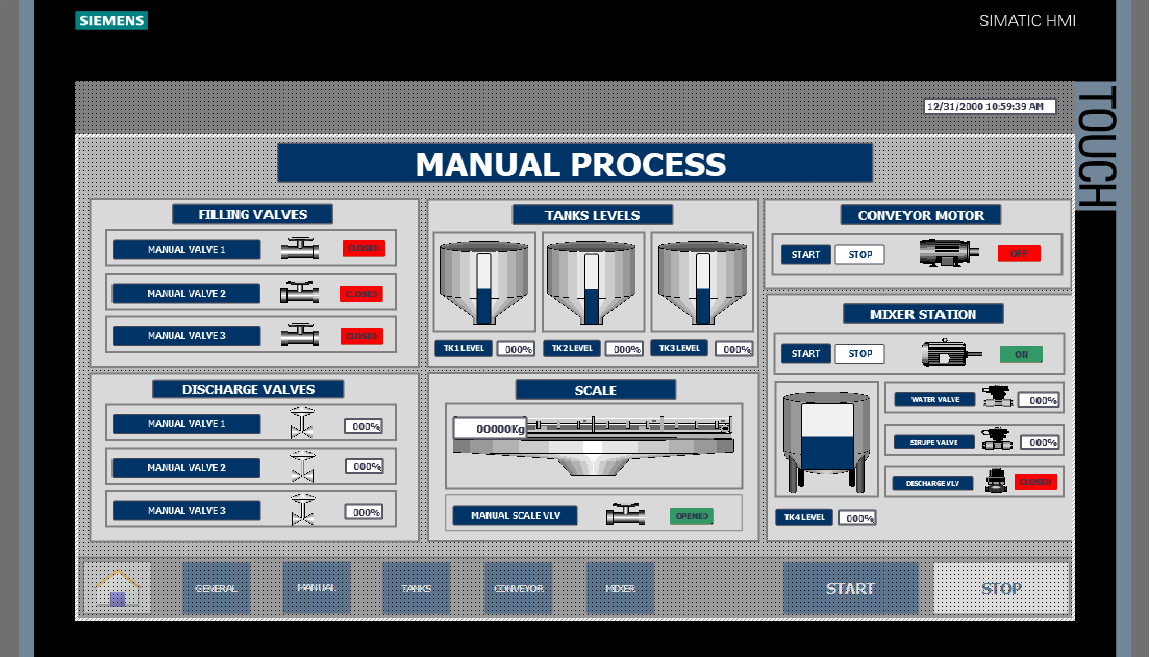 SIEMENS
SIMATIC HMI
TOUCH
12/31/2000 10:59:39 AM
MANUAL PROCESS
FILLING VALVES
MANUAL VALVE 1
CLOSED
MANUAL VALVE 2
CLOSED
MANUAL VALVE 3
CLOSED
TANKS LEVELS
TK1 LEVEL 000%
TK2 LEVEL 000%
TK3 LEVEL 000%
CONVEYOR MOTOR
START STOP OFF
MIXER STATION
START STOP ON
WATER VALVE 000%
SIRUPE VALVE 000%
DISCHARGE VLV CLOSED
TK4 LEVEL 000%
DISCHARGE VALVES
MANUAL VALVE 1 000%
MANUAL VALVE 2 000%
MANUAL VALVE 3 000%
SCALE
00000Kg
MANUAL SCALE VLV OPENED
GENERAL MANUAL TANKS CONVEYOR MIXER START STOP